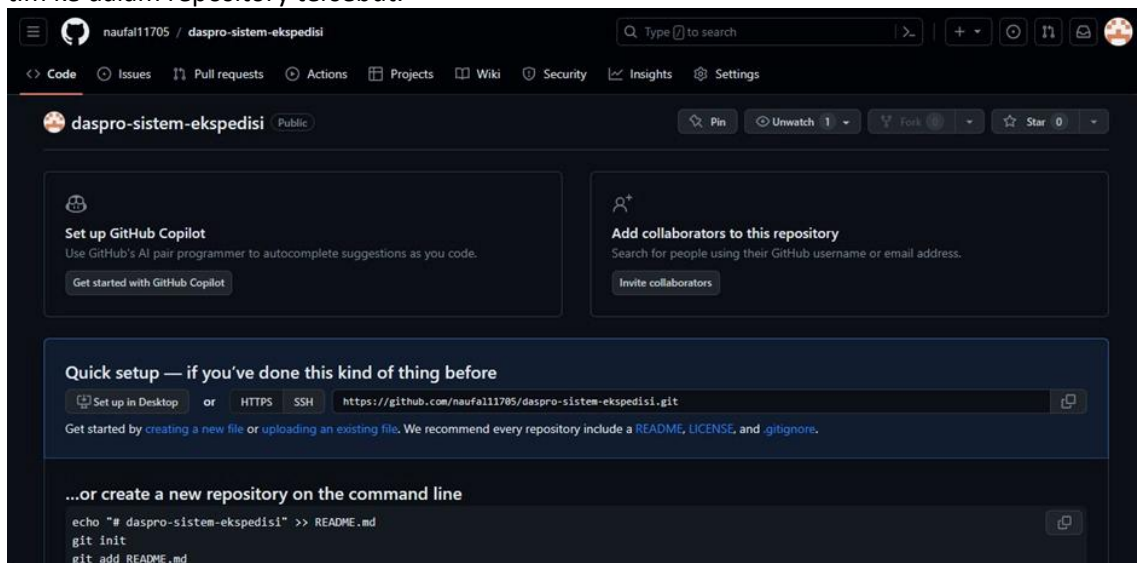 tim ke dalam repository tersebut.
naufal11705 / daspro-sistem-ekspedisi
Type / to search
Code Issues Pull requests Actions Projects Wiki Security Insights Settings
daspro-sistem-ekspedisi Public
Pin Unwatch 1 Fork 0 Star 0
Set up GitHub Copilot
Use GitHub's AI pair programmer to autocomplete suggestions as you code.
Get started with GitHub Copilot
Add collaborators to this repository
Search for people using their GitHub username or email address.
Invite collaborators
Quick setup — if you've done this kind of thing before
Set up in Desktop or HTTPS SSH https://github.com/naufal11705/daspro-sistem-ekspedisi.git
Get started by creating a new file or uploading an existing file. We recommend every repository include a README, LICENSE, and .gitignore.
...or create a new repository on the command line
echo "# daspro-sistem-ekspedisi" >> README.md
git init
git add README.md